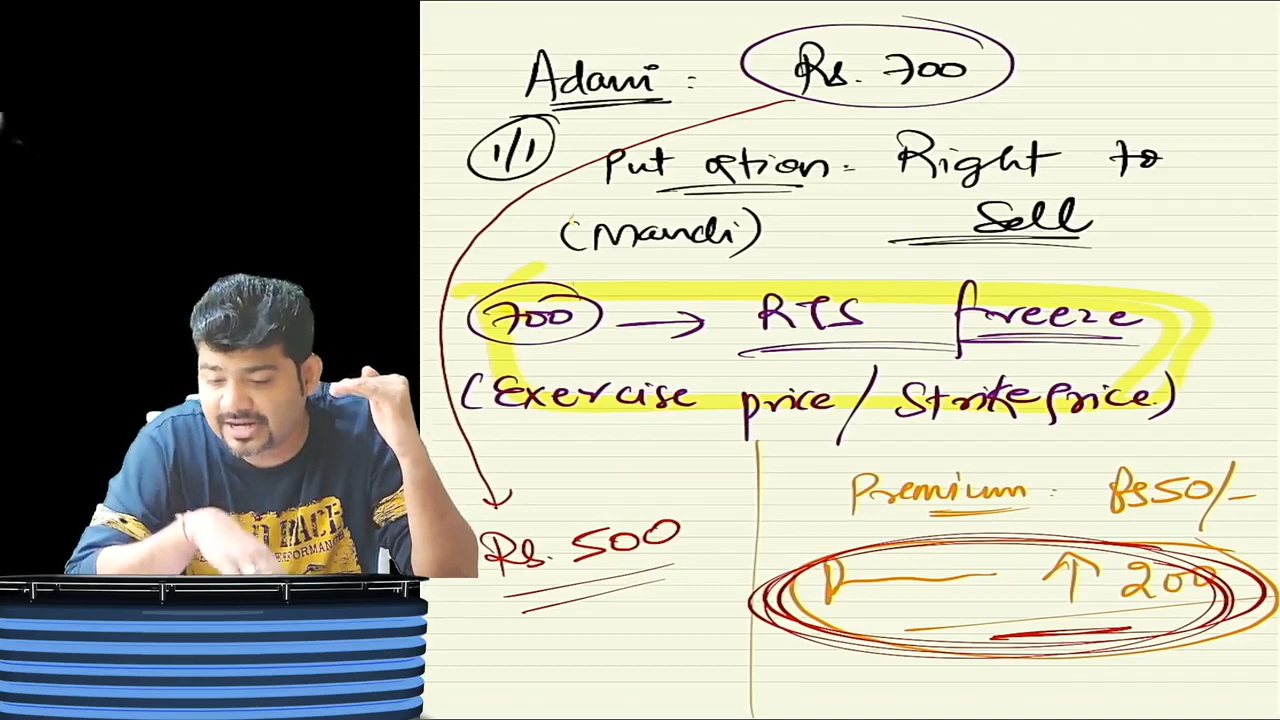 Adani : Rs. 700
1/1 Put option = Right to
(Mandi) Sell
700 → RTS freeze
(Exercise price / Strike price)
Premium : Rs 50/-
Rs. 500
P ↑ 200